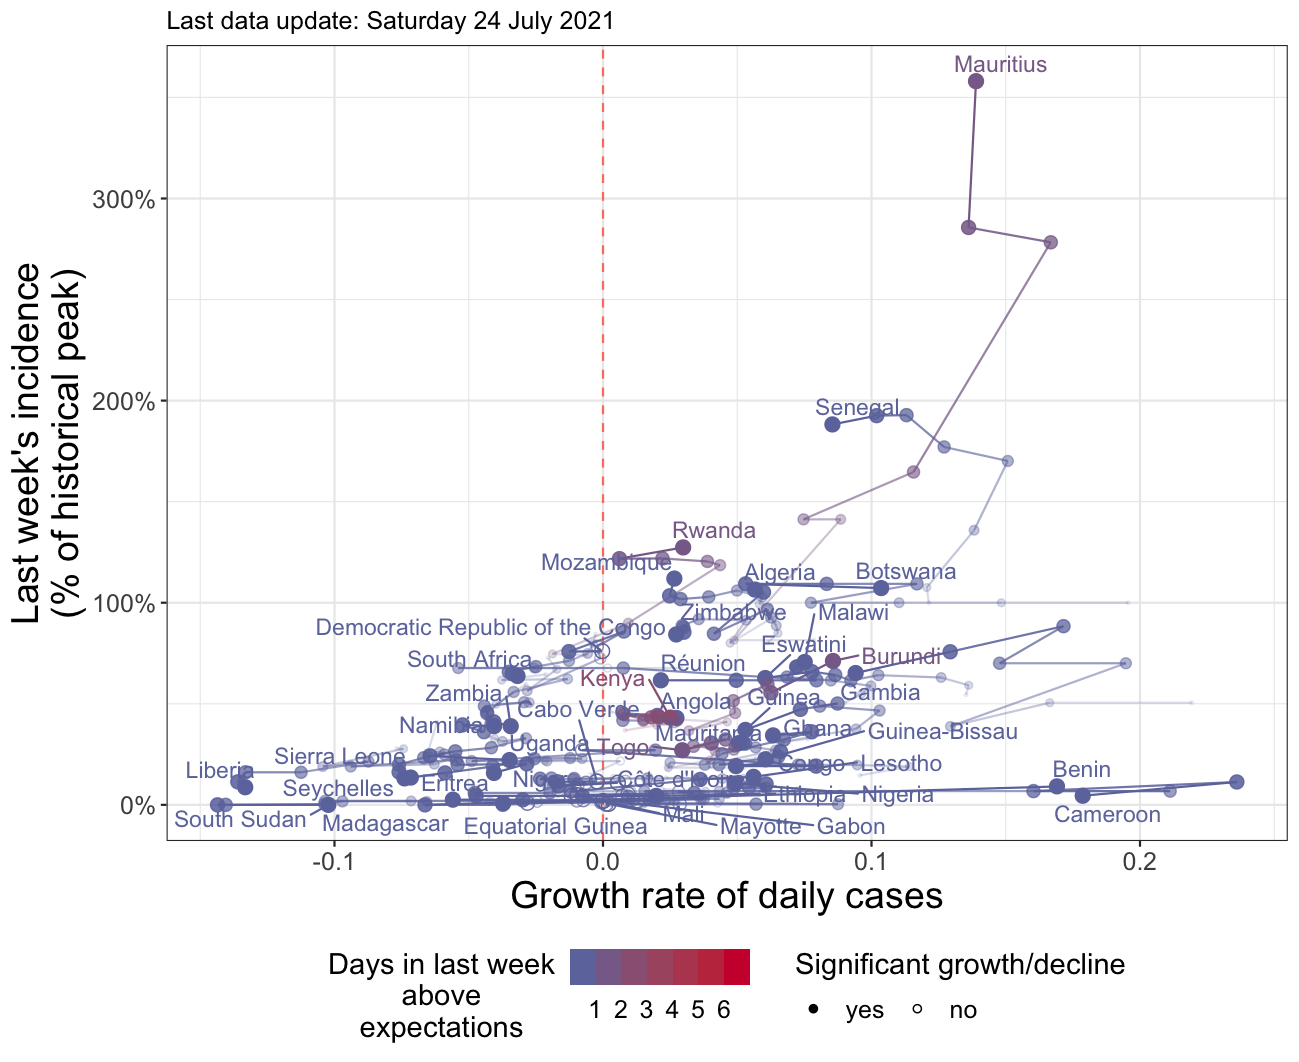 Last data update: Saturday 24 July 2021
Last week's incidence
(% of historical peak)
300%
200%
100%
0%
Mauritius
Senegal
Rwanda
Mozambique
Algeria
Botswana
Zimbabwe
Malawi
Democratic Republic of the Congo
Eswatini
South Africa
Réunion
Burundi
Kenya
Zambia
Angola
Guinea
Gambia
Cabo Verde
Namibia
Mauritania
Ghana
Guinea-Bissau
Uganda
Togo
Sierra Leone
Congo
Lesotho
Liberia
Benin
Seychelles
Eritrea
Côte d'Ivoire
Ethiopia
Nigeria
South Sudan
Madagascar
Equatorial Guinea
Mali
Mayotte
Gabon
Cameroon
-0.1
0.0
0.1
0.2
Growth rate of daily cases
Days in last week
above
expectations
1 2 3 4 5 6
Significant growth/decline
yes
no